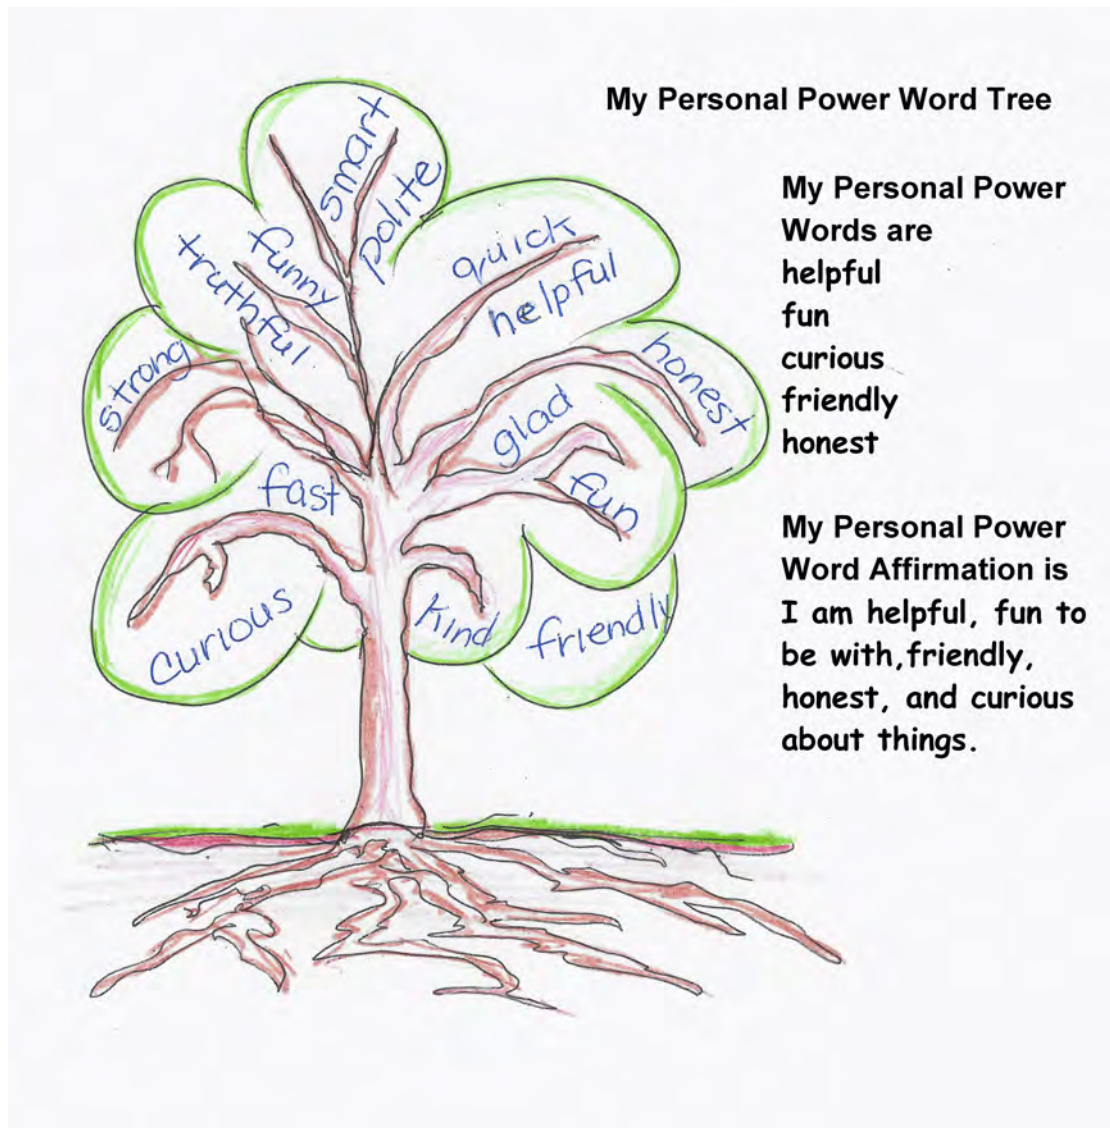 My Personal Power Word Tree
smart
polite
funny
truthful
quick
helpful
strong
honest
glad
fast
fun
curious
kind
friendly
My Personal Power
Words are
helpful
fun
curious
friendly
honest
My Personal Power
Word Affirmation is
I am helpful, fun to
be with,friendly,
honest, and curious
about things.